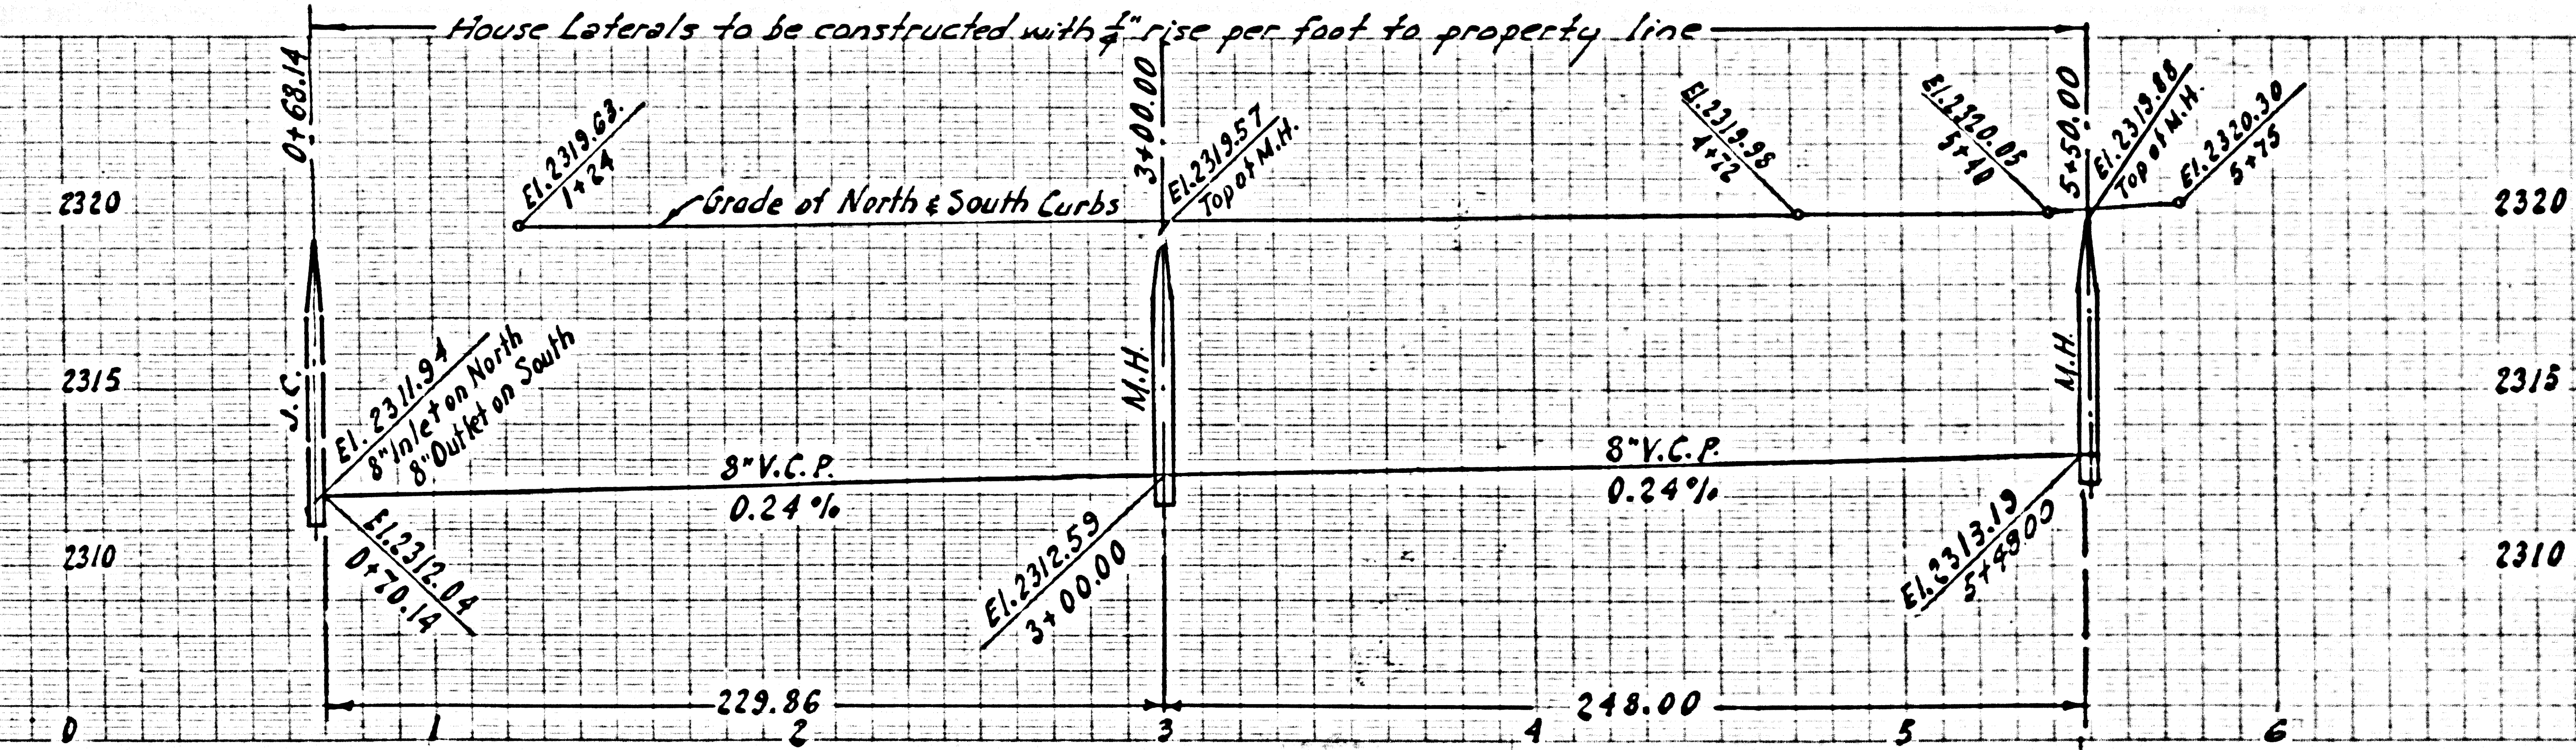 House Laterals to be constructed with ¼" rise per foot to property line
0+68.14
3+00.00
5+50.00
El. 2319.63
1+24
Grade of North & South Curbs
El. 2319.57
Top of M.H.
El. 2319.98
4+72
El. 2320.05
5+40
El. 2319.88
Top of M.H.
El. 2320.30
5+75
2320
2320
2315
2315
2310
2310
J.C.
El. 2311.94
8" Inlet on North
8" Outlet on South
M.H.
M.H.
8" V.C.P.
0.24%
8" V.C.P.
0.24%
El. 2312.04
0+70.14
El. 2312.59
3+00.00
El. 2313.19
5+48.00
229.86
248.00
0
1
2
3
4
5
6